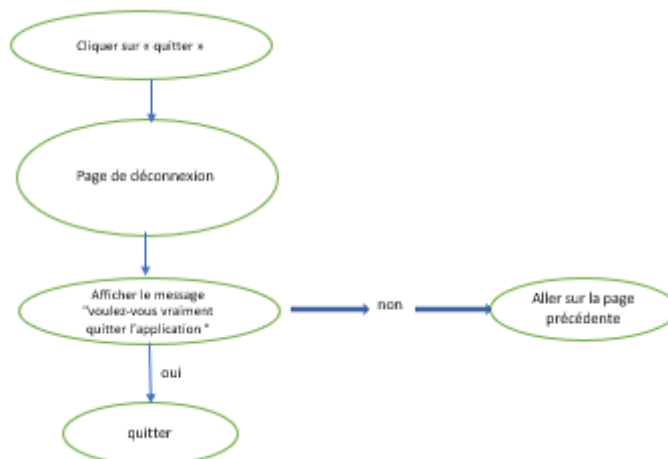 Cliquer sur « quitter »
Page de déconnexion
Afficher le message
"voulez-vous vraiment
quitter l'application "
non
Aller sur la page
précédente
oui
quitter